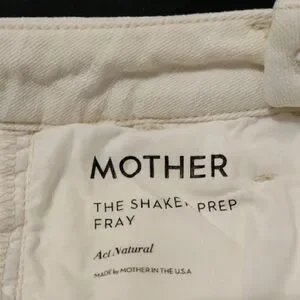 MOTHER
THE SHAKER PREP
FRAY
Act Natural
MADE by MOTHER IN THE U.S.A